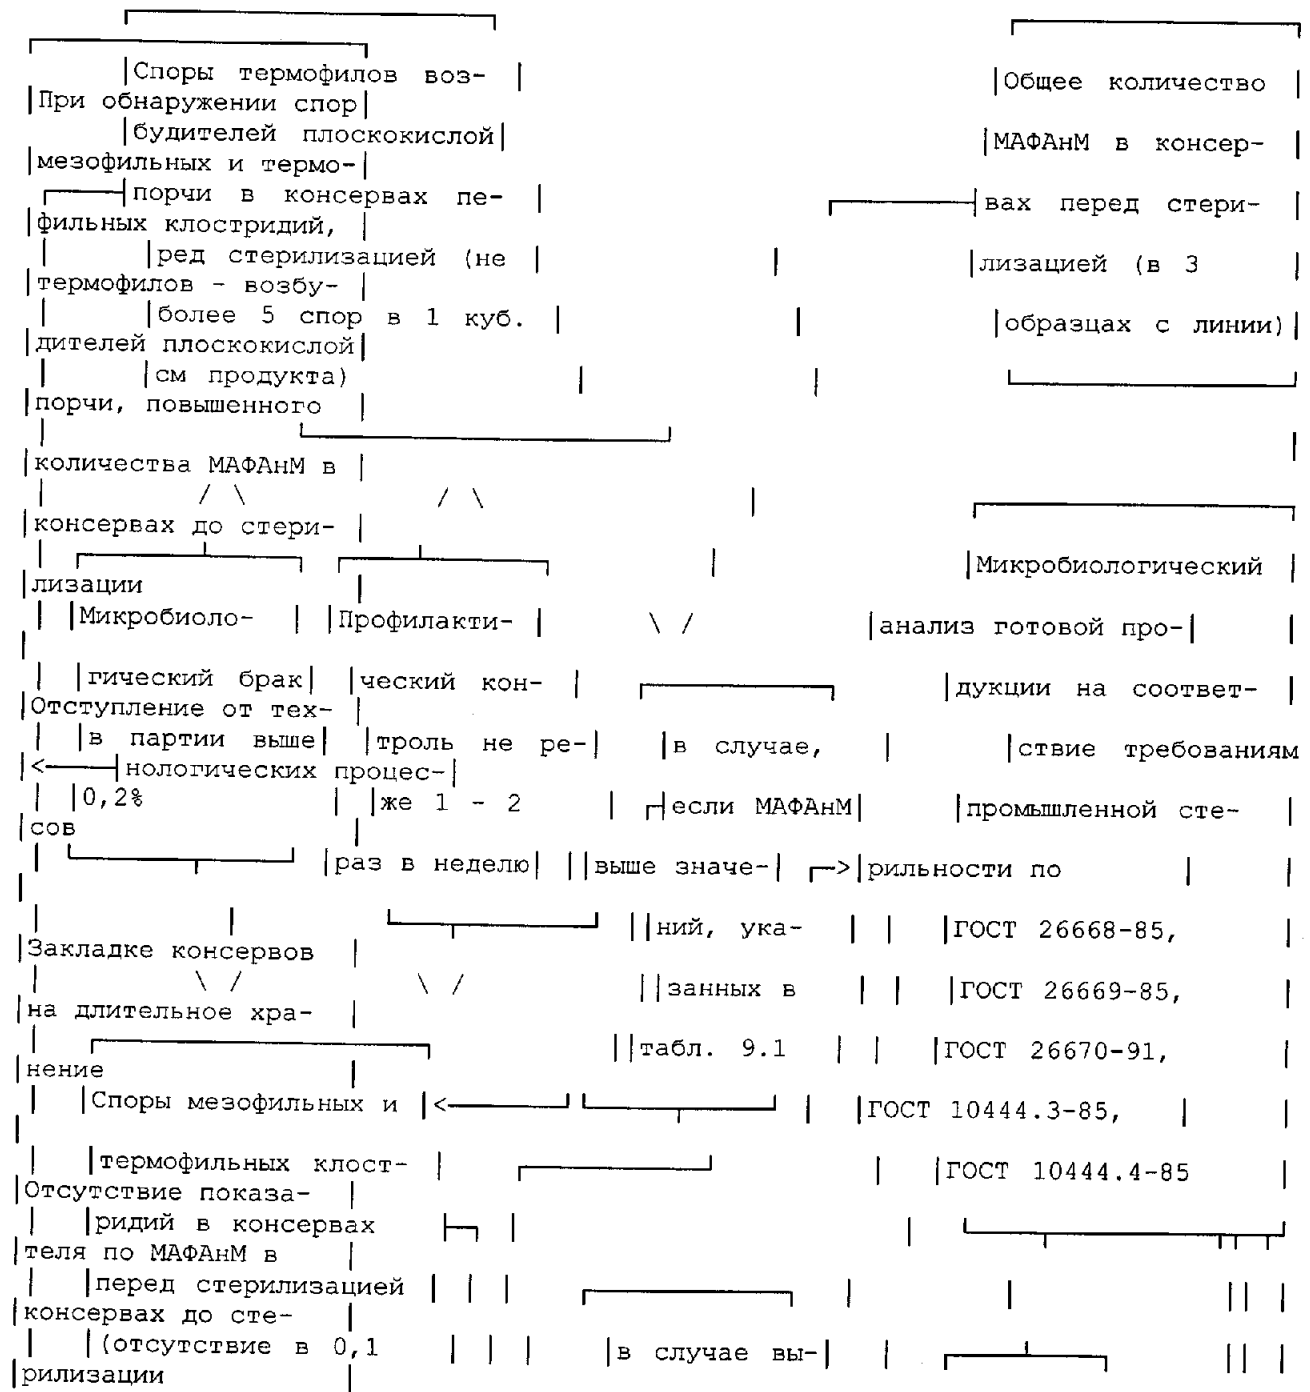 Споры термофилов воз-
Общее количество
При обнаружении спор
будителей плоскокислой
МАФАнМ в консер-
мезофильных и термо-
порчи в консервах пе-
вах перед стери-
фильных клостридий,
ред стерилизацией (не
лизацией (в 3
термофилов - возбу-
более 5 спор в 1 куб.
образцах с линии)
дителей плоскокислой
см продукта)
порчи, повышенного
количества МАФАнМ в
консервах до стери-
Микробиологический
лизации
Микробиоло- Профилакти- анализ готовой про-
гический брак ческий кон- дукции на соответ-
Отступление от тех-
в партии выше троль не ре- в случае, ствие требованиям
нологических процес-
0,2% же 1 - 2 если МАФАнМ промышленной сте-
сов
раз в неделю выше значе- рильности по
ний, ука- ГОСТ 26668-85,
Закладке консервов
занных в ГОСТ 26669-85,
на длительное хра-
табл. 9.1 ГОСТ 26670-91,
нение
Споры мезофильных и ГОСТ 10444.3-85,
термофильных клост- ГОСТ 10444.4-85
Отсутствие показа-
ридий в консервах
теля по МАФАнМ в
перед стерилизацией
консервах до сте-
(отсутствие в 0,1 в случае вы-
рилизации